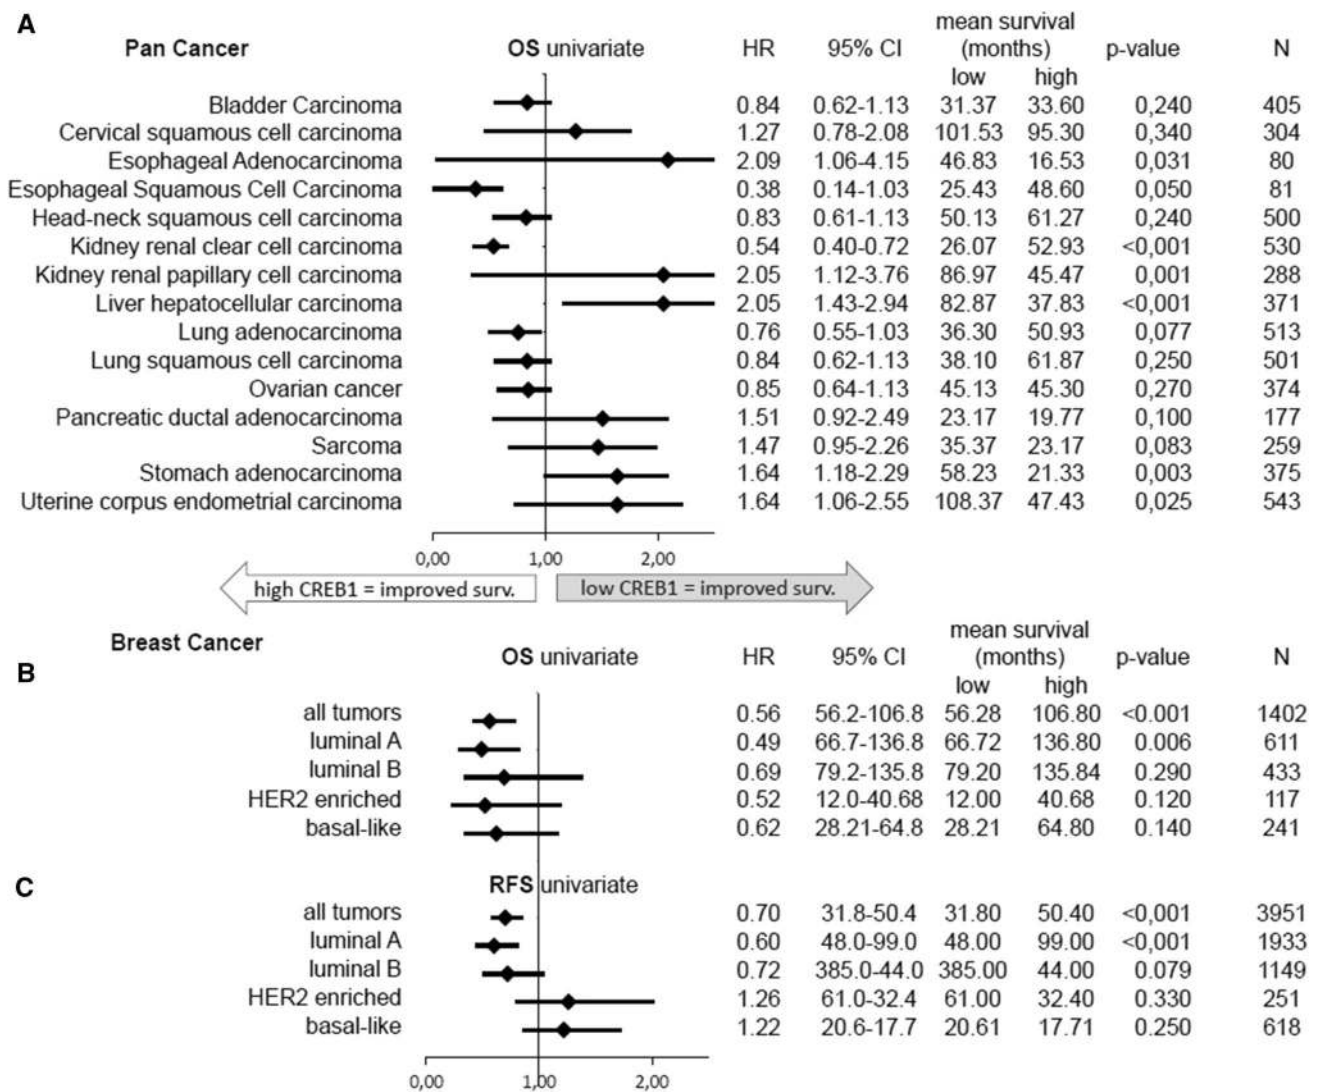 A
Pan Cancer OS univariate HR 95% CI mean survival (months) p-value N
low high
Bladder Carcinoma 0.84 0.62-1.13 31.37 33.60 0,240 405
Cervical squamous cell carcinoma 1.27 0.78-2.08 101.53 95.30 0,340 304
Esophageal Adenocarcinoma 2.09 1.06-4.15 46.83 16.53 0,031 80
Esophageal Squamous Cell Carcinoma 0.38 0.14-1.03 25.43 48.60 0,050 81
Head-neck squamous cell carcinoma 0.83 0.61-1.13 50.13 61.27 0,240 500
Kidney renal clear cell carcinoma 0.54 0.40-0.72 26.07 52.93 <0,001 530
Kidney renal papillary cell carcinoma 2.05 1.12-3.76 86.97 45.47 0,001 288
Liver hepatocellular carcinoma 2.05 1.43-2.94 82.87 37.83 <0,001 371
Lung adenocarcinoma 0.76 0.55-1.03 36.30 50.93 0,077 513
Lung squamous cell carcinoma 0.84 0.62-1.13 38.10 61.87 0,250 501
Ovarian cancer 0.85 0.64-1.13 45.13 45.30 0,270 374
Pancreatic ductal adenocarcinoma 1.51 0.92-2.49 23.17 19.77 0,100 177
Sarcoma 1.47 0.95-2.26 35.37 23.17 0,083 259
Stomach adenocarcinoma 1.64 1.18-2.29 58.23 21.33 0,003 375
Uterine corpus endometrial carcinoma 1.64 1.06-2.55 108.37 47.43 0,025 543
0,00 1,00 2,00
high CREB1 = improved surv. low CREB1 = improved surv.
Breast Cancer
B
OS univariate HR 95% CI mean survival (months) p-value N
low high
all tumors 0.56 56.2-106.8 56.28 106.80 <0.001 1402
luminal A 0.49 66.7-136.8 66.72 136.80 0.006 611
luminal B 0.69 79.2-135.8 79.20 135.84 0.290 433
HER2 enriched 0.52 12.0-40.68 12.00 40.68 0.120 117
basal-like 0.62 28.21-64.8 28.21 64.80 0.140 241
C
RFS univariate
all tumors 0.70 31.8-50.4 31.80 50.40 <0,001 3951
luminal A 0.60 48.0-99.0 48.00 99.00 <0,001 1933
luminal B 0.72 385.0-44.0 385.00 44.00 0.079 1149
HER2 enriched 1.26 61.0-32.4 61.00 32.40 0.330 251
basal-like 1.22 20.6-17.7 20.61 17.71 0.250 618
0,00 1,00 2,00